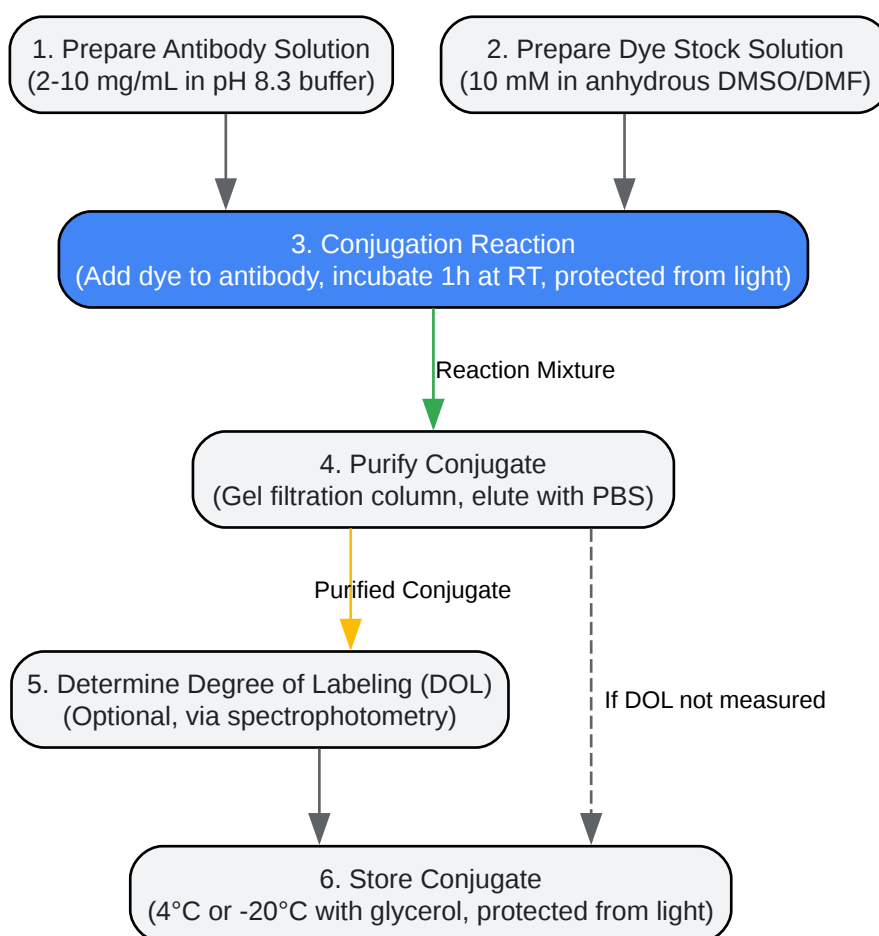 1. Prepare Antibody Solution
(2-10 mg/mL in pH 8.3 buffer)
2. Prepare Dye Stock Solution
(10 mM in anhydrous DMSO/DMF)
3. Conjugation Reaction
(Add dye to antibody, incubate 1h at RT, protected from light)
Reaction Mixture
4. Purify Conjugate
(Gel filtration column, elute with PBS)
Purified Conjugate
5. Determine Degree of Labeling (DOL)
(Optional, via spectrophotometry)
If DOL not measured
6. Store Conjugate
(4°C or -20°C with glycerol, protected from light)